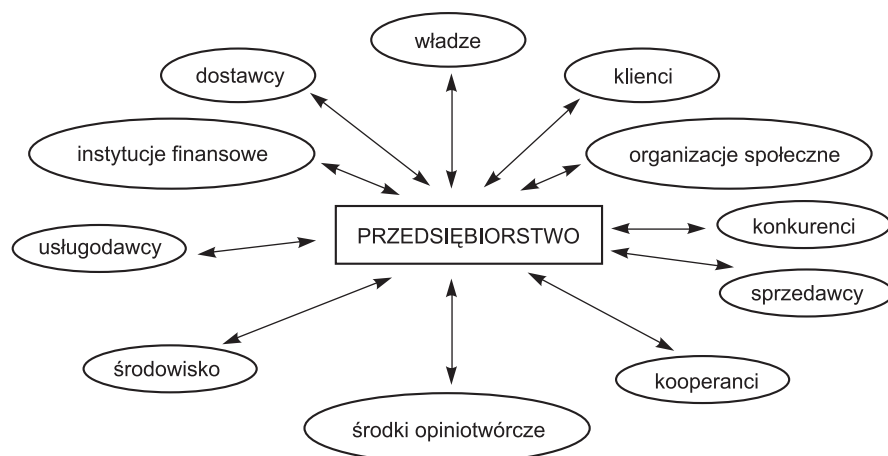 władze
dostawcy
klienci
instytucje finansowe
organizacje społeczne
PRZEDSIĘBIORSTWO
konkurenci
usługodawcy
sprzedawcy
środowisko
kooperanci
środki opiniotwórcze